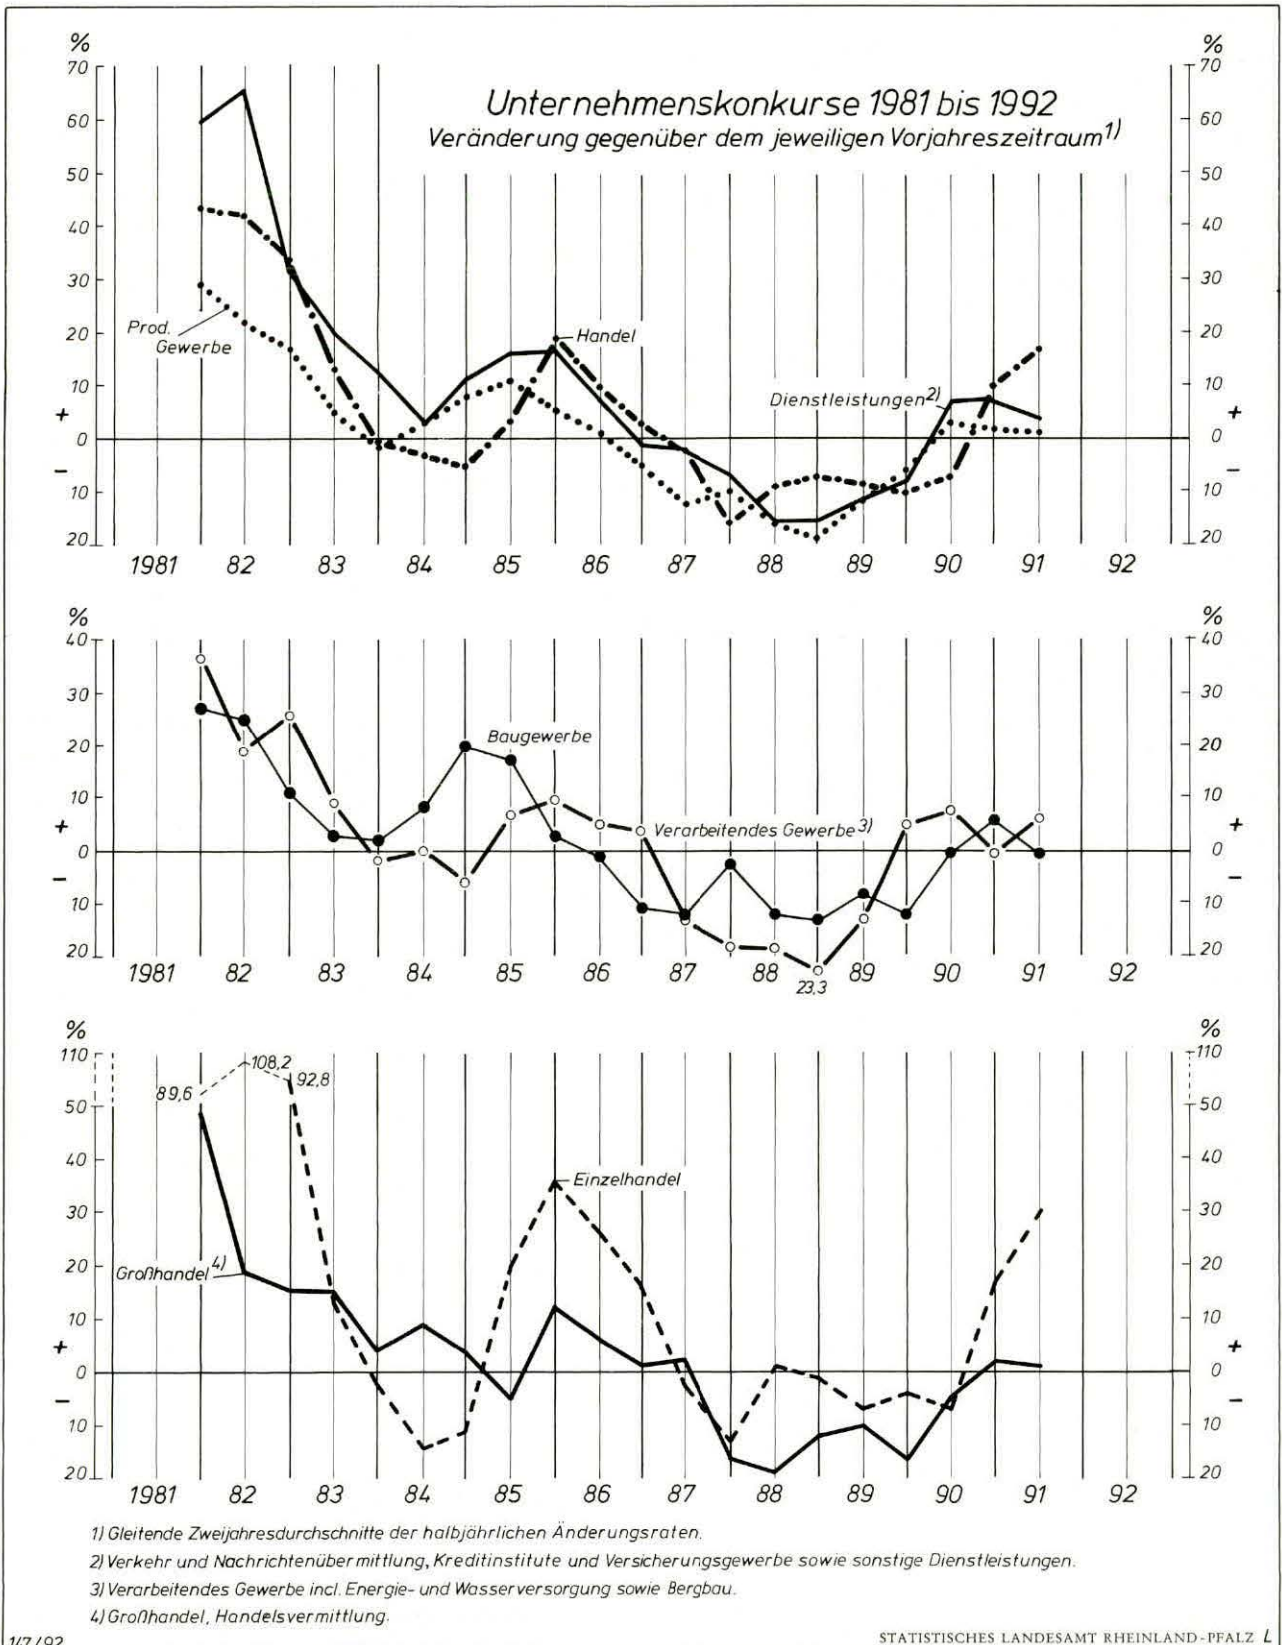 % %
Unternehmenskonkurse 1981 bis 1992
Veränderung gegenüber dem jeweiligen Vorjahreszeitraum 1)
70 70
60 60
50 50
40 40
30 30
20 20
10 10
+ +
0 0
− −
10 10
20 20
Prod.
Gewerbe
Handel
Dienstleistungen 2)
1981 82 83 84 85 86 87 88 89 90 91 92
% %
40 40
30 30
20 20
10 10
+ +
0 0
− −
10 10
20 20
Baugewerbe
Verarbeitendes Gewerbe 3)
23,3
1981 82 83 84 85 86 87 88 89 90 91 92
% %
110 110
50 50
40 40
30 30
20 20
10 10
+ +
0 0
− −
10 10
20 20
89,6
108,2
92,8
Einzelhandel
Großhandel 4)
1981 82 83 84 85 86 87 88 89 90 91 92
1) Gleitende Zweijahresdurchschnitte der halbjährlichen Änderungsraten.
2) Verkehr und Nachrichtenübermittlung, Kreditinstitute und Versicherungsgewerbe sowie sonstige Dienstleistungen.
3) Verarbeitendes Gewerbe incl. Energie- und Wasserversorgung sowie Bergbau.
4) Großhandel, Handelsvermittlung.
STATISTISCHES LANDESAMT RHEINLAND-PFALZ L